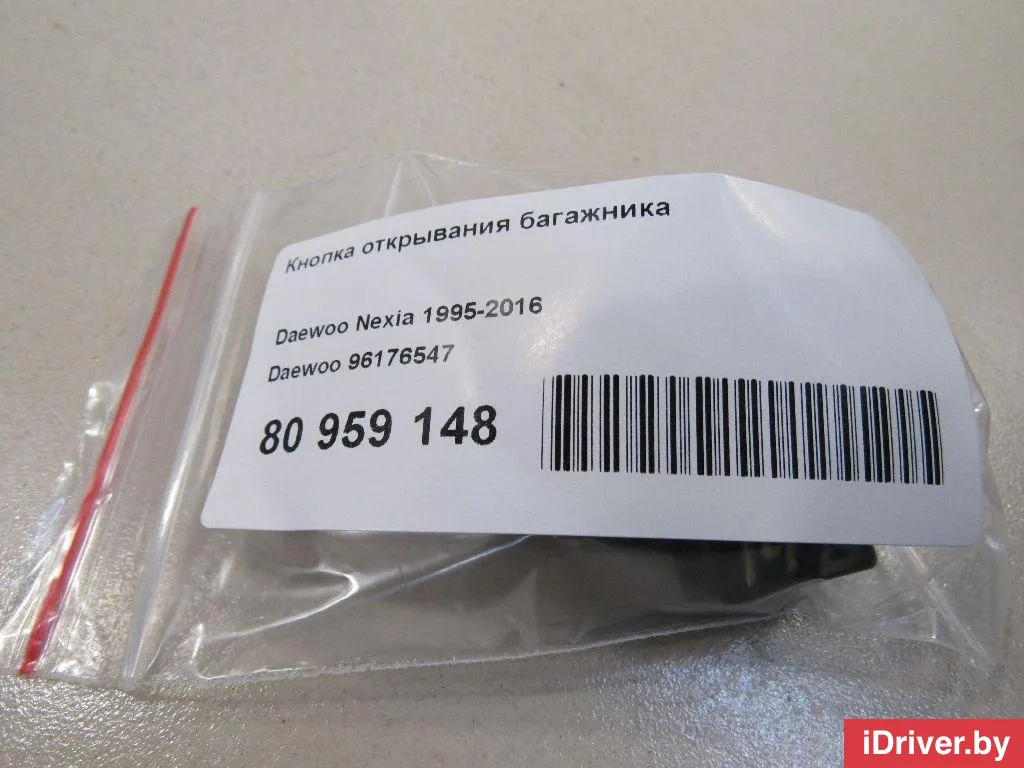 Кнопка открывания багажника
Daewoo Nexia 1995-2016
Daewoo 96176547
80 959 148
iDriver.by